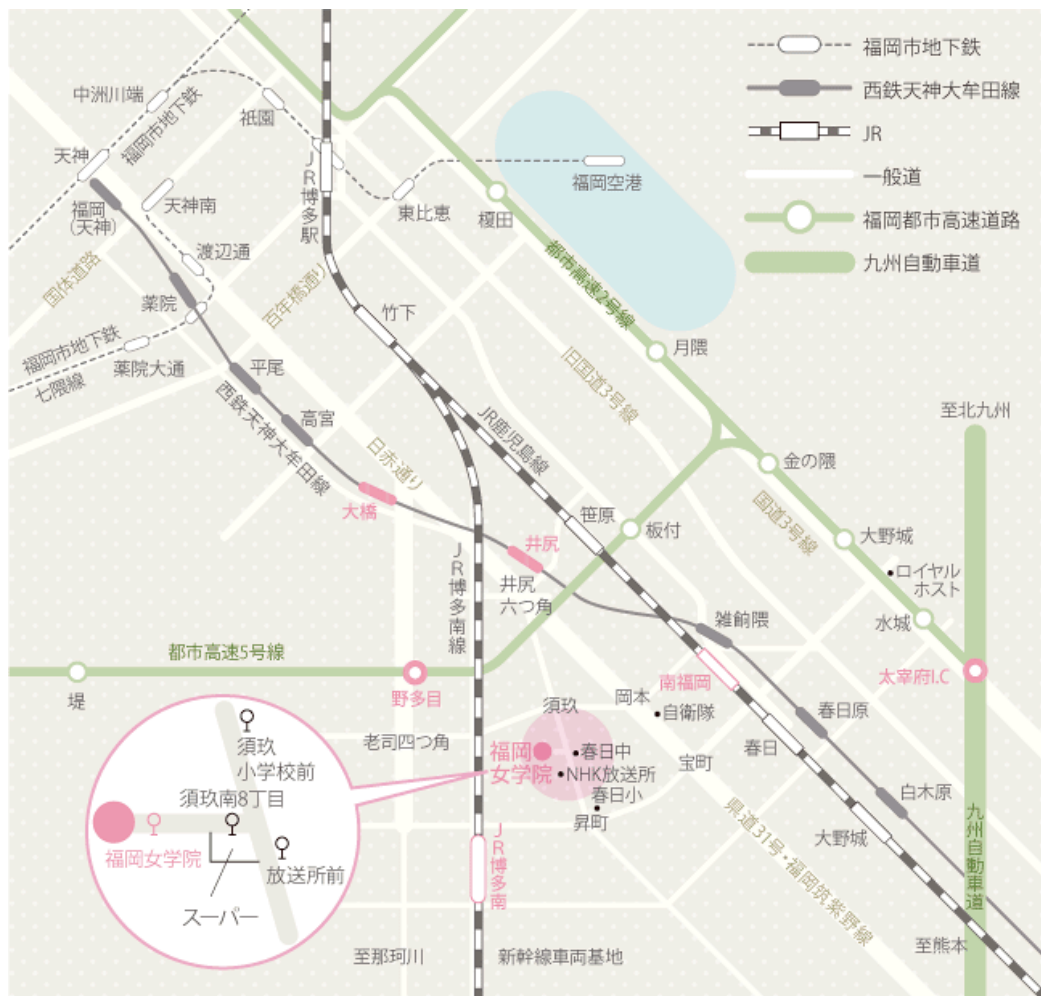 福岡市地下鉄
西鉄天神大牟田線
JR
一般道
福岡都市高速道路
九州自動車道
中洲川端
福岡市地下鉄
祇園
天神
福岡
(天神)
天神南
JR博多駅
東比恵
福岡空港
榎田
渡辺通
国体道路
百年橋通り
都市高速2号線
薬院
竹下
福岡市地下鉄
七隈線
薬院大通
平尾
月隈
旧国道3号線
西鉄天神大牟田線
高宮
JR鹿児島線
至北九州
日赤通り
金の隈
大橋
国道3号線
笹原
板付
大野城
井尻
井尻
六つ角
JR博多南線
ロイヤル
ホスト
雑餉隈
水城
都市高速5号線
太宰府I.C
堤
野多目
南福岡
岡本
須玖
自衛隊
春日原
老司四つ角
福岡
女学院
春日中
NHK放送所
春日小
昇町
宝町
春日
須玖
小学校前
須玖南8丁目
福岡女学院
放送所前
スーパー
白木原
大野城
県道31号・福岡筑紫野線
九州自動車道
JR博多南
至那珂川
新幹線車両基地
至熊本